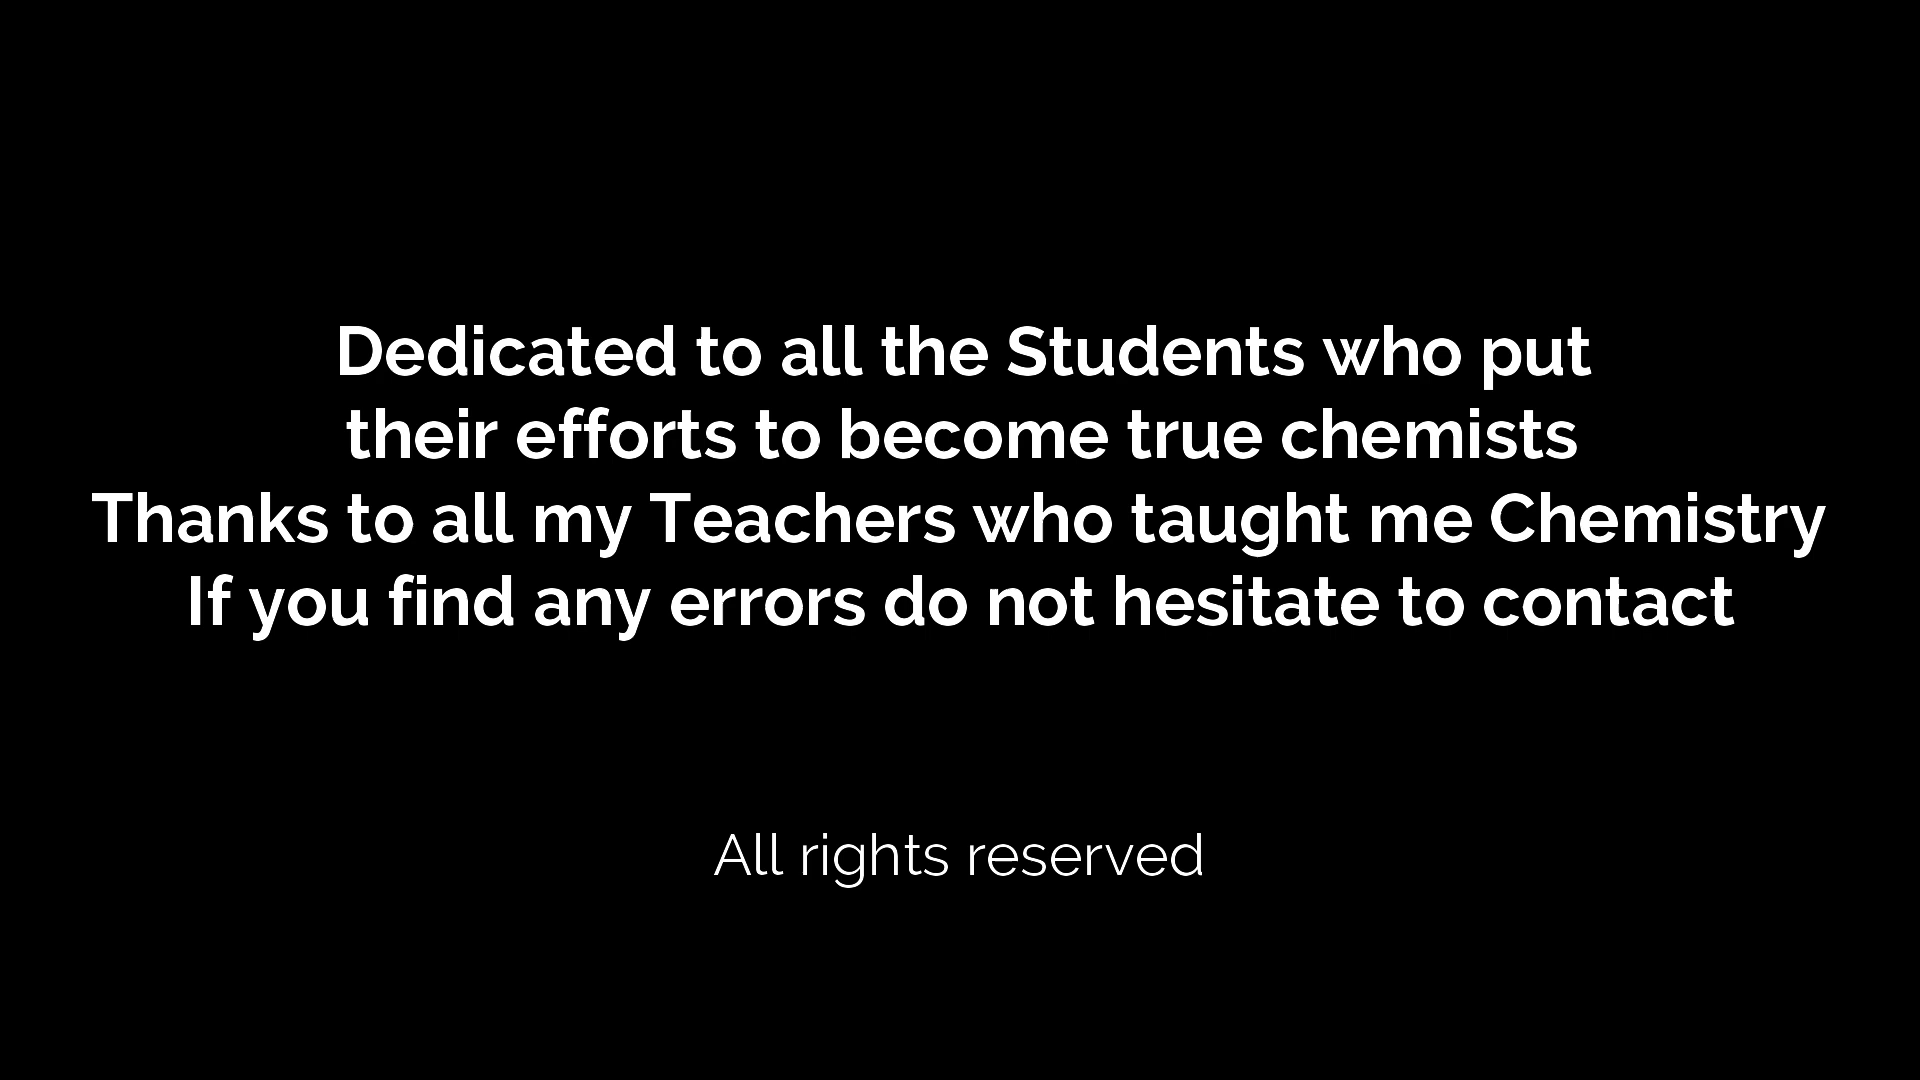 Dedicated to all the Students who put
their efforts to become true chemists
Thanks to all my Teachers who taught me Chemistry
If you find any errors do not hesitate to contact
All rights reserved